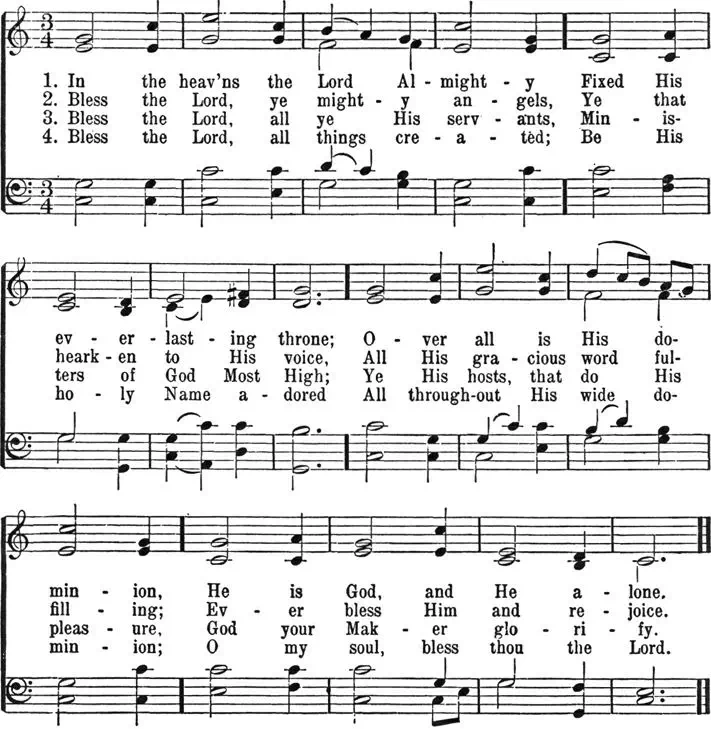 3 4
1. In the heav'ns the Lord Al - might - y Fixed His
2. Bless the Lord, ye might - y an - gels, Ye that
3. Bless the Lord, all ye His serv - ants, Min - is-
4. Bless the Lord, all things cre - a - tèd; Be His
3 4
ev - er - last - ing throne; O - ver all is His do-
heark - en to His voice, All His gra - cious word ful-
ters of God Most High; Ye His hosts, that do His
ho - ly Name a - dored All through-out His wide do-
min - ion, He is God, and He a - lone.
fill - ing; Ev - er bless Him and re - joice.
pleas - ure, God your Mak - er glo - ri - fy.
min - ion; O my soul, bless thou the Lord.